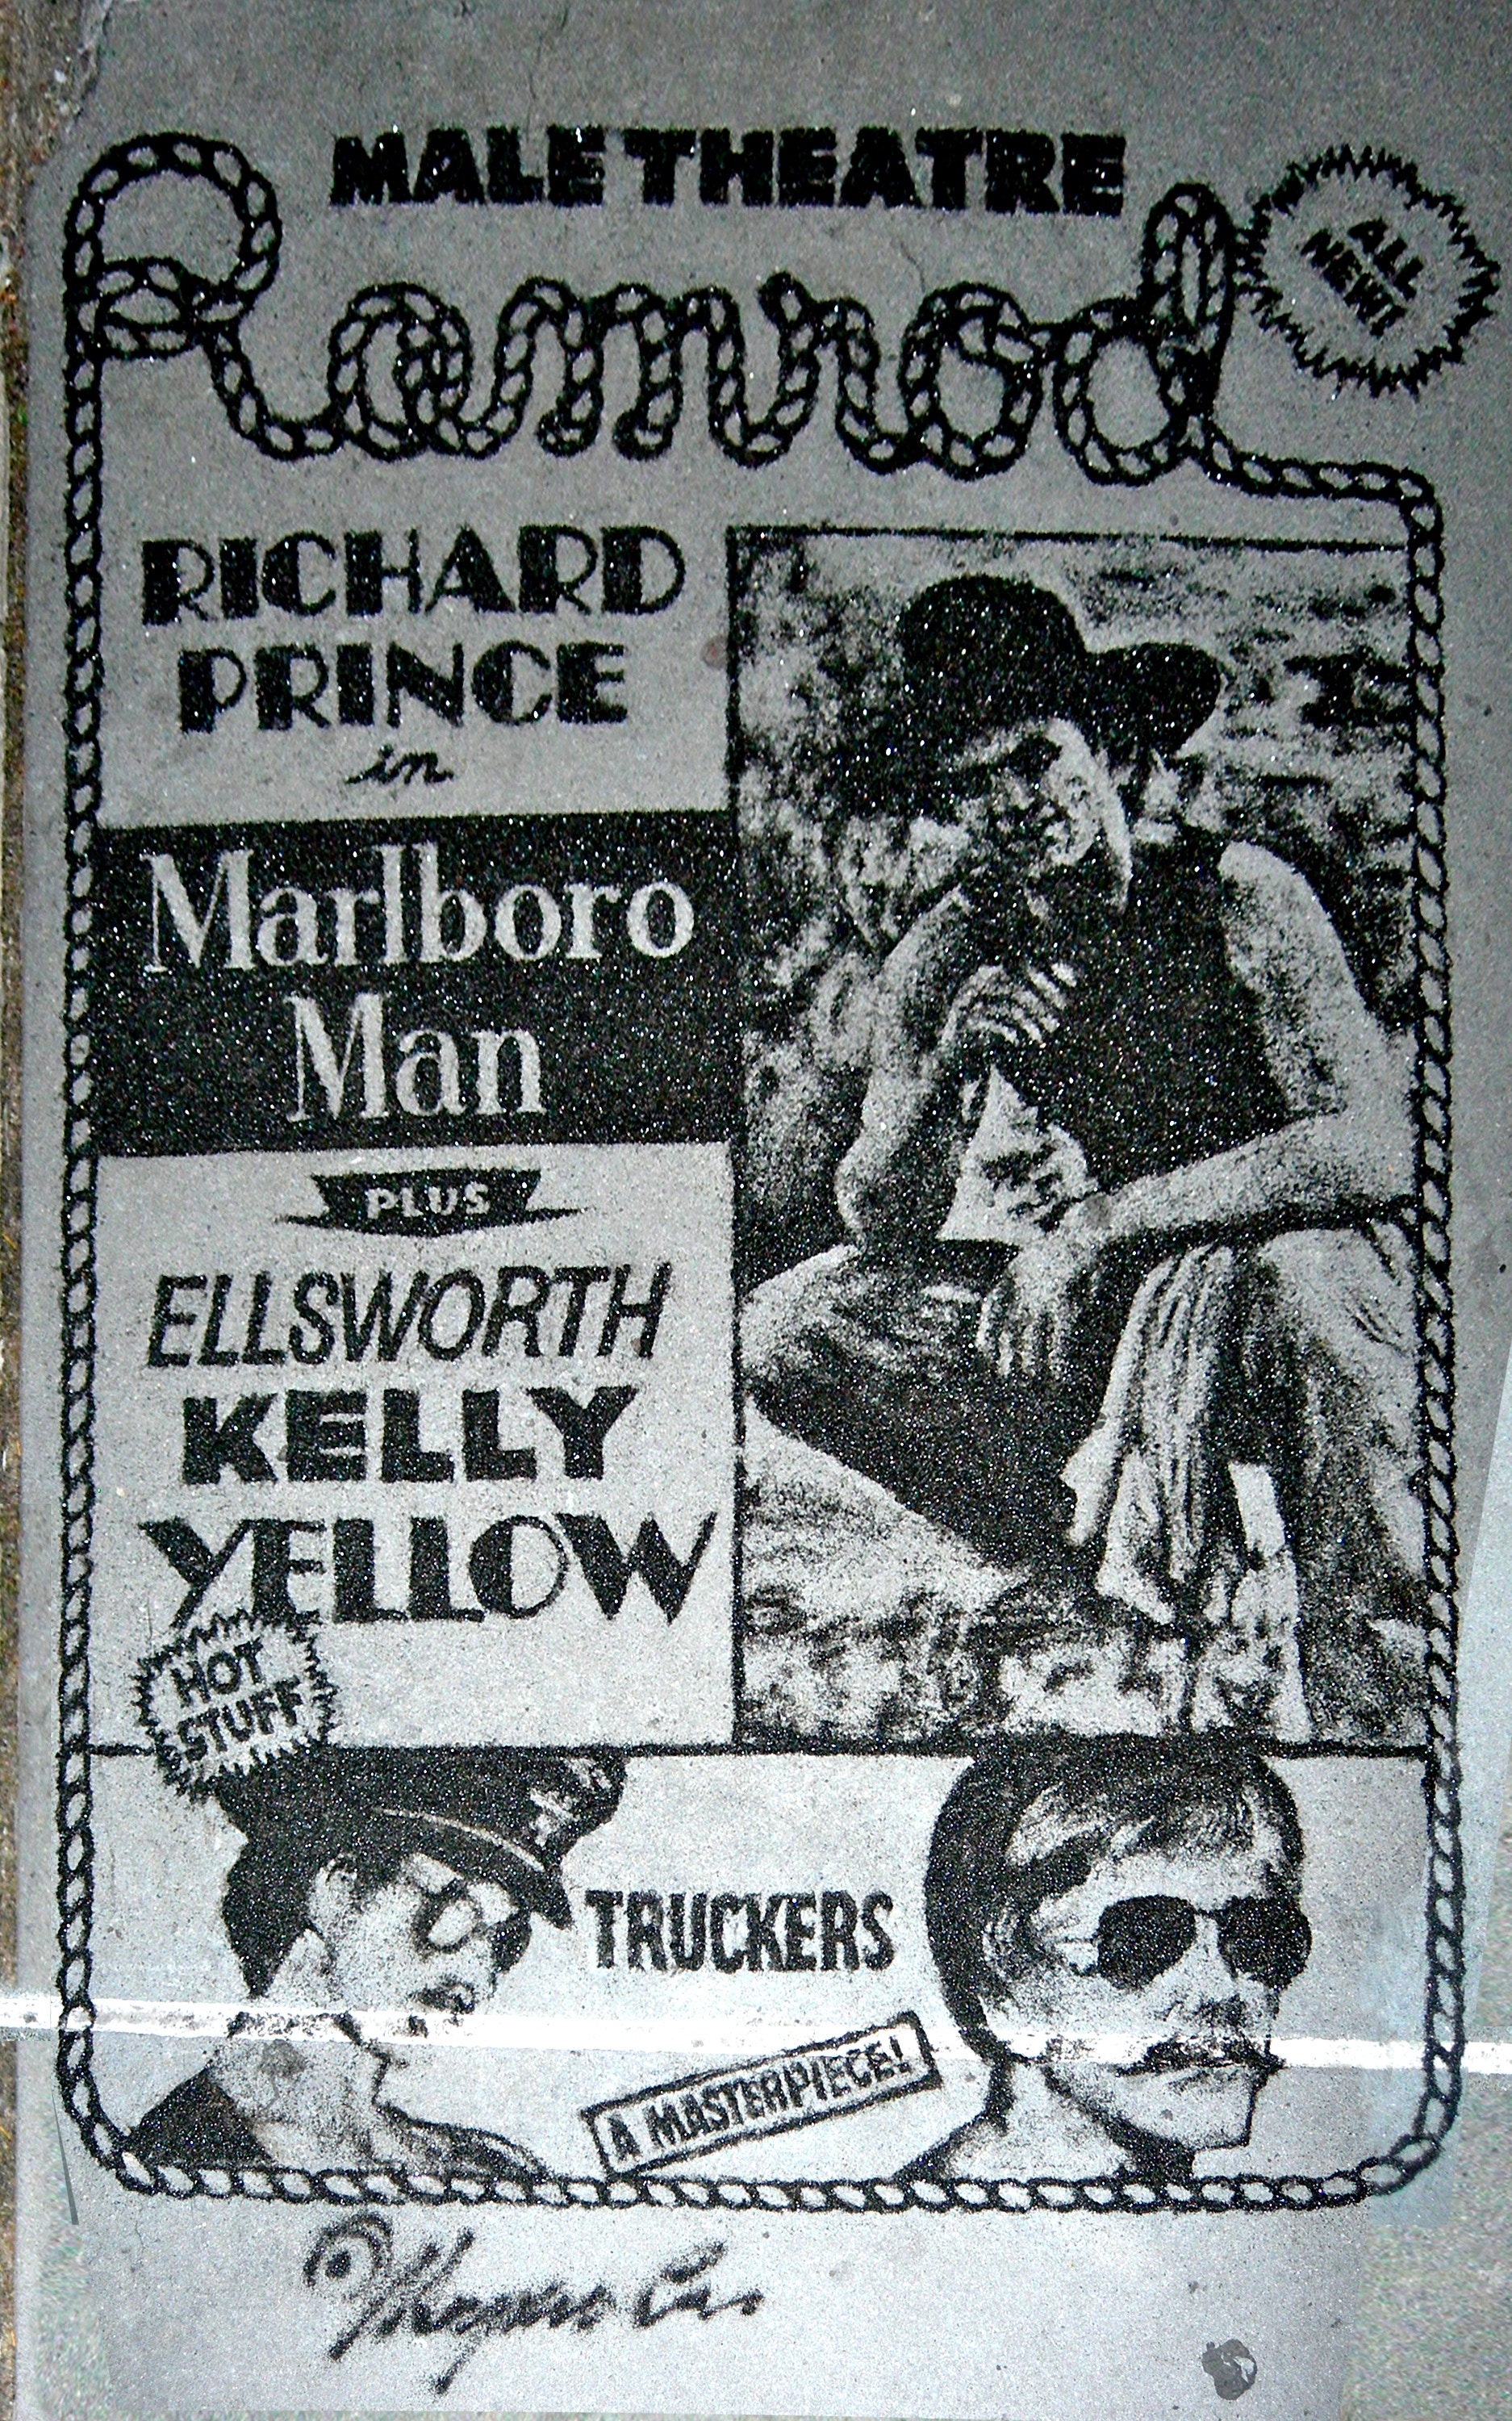 MALE THEATRE
Ramrod
ALL
NEW!
RICHARD
PRINCE
in
Marlboro
Man
PLUS
ELLSWORTH
KELLY
YELLOW
HOT
STUFF
TRUCKERS
A MASTERPIECE!